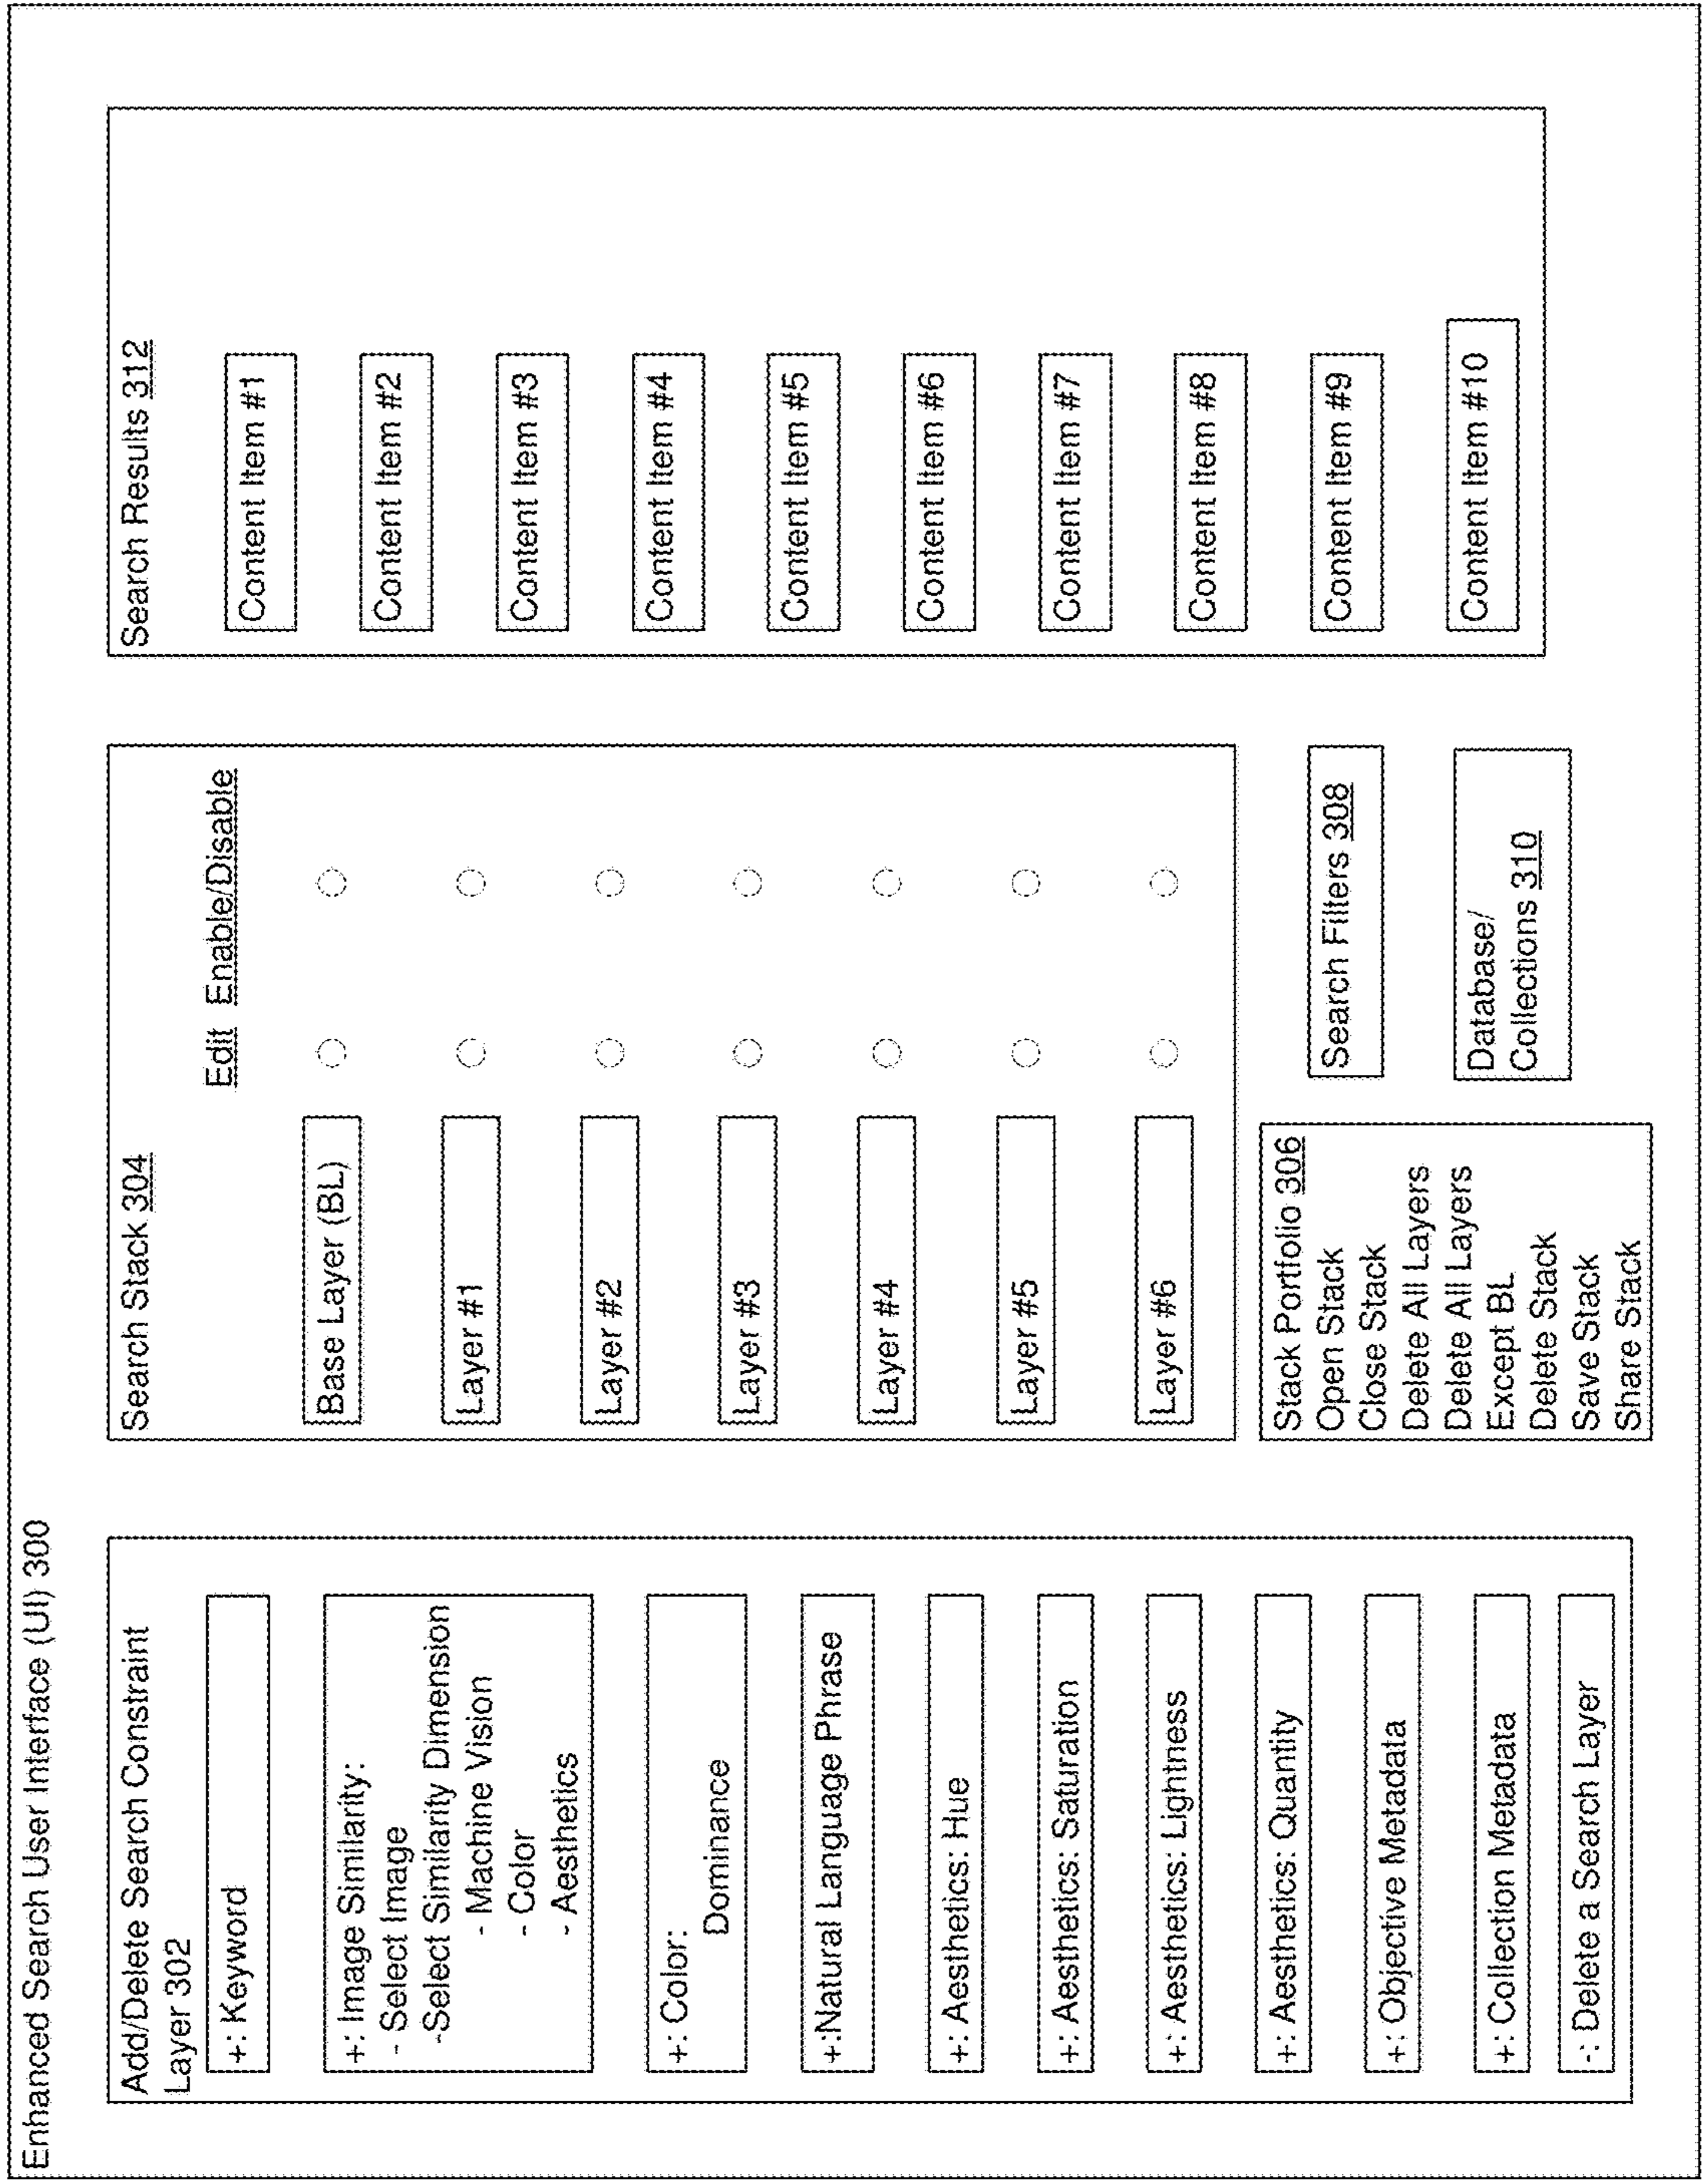 Enhanced Search User Interface (UI) 300
Add/Delete Search Constraint
Layer 302
+: Keyword
+: Image Similarity:
- Select Image
-Select Similarity Dimension
- Machine Vision
- Color
- Aesthetics
+: Color:
Dominance
+:Natural Language Phrase
+: Aesthetics: Hue
+: Aesthetics: Saturation
+: Aesthetics: Lightness
+: Aesthetics: Quantity
+: Objective Metadata
+: Collection Metadata
-: Delete a Search Layer
Search Stack 304
Edit Enable/Disable
Base Layer (BL)
Layer #1
Layer #2
Layer #3
Layer #4
Layer #5
Layer #6
Stack Portfolio 306
Open Stack
Close Stack
Delete All Layers
Delete All Layers
Except BL
Delete Stack
Save Stack
Share Stack
Search Filters 308
Database/
Collections 310
Search Results 312
Content Item #1
Content Item #2
Content Item #3
Content Item #4
Content Item #5
Content Item #6
Content Item #7
Content Item #8
Content Item #9
Content Item #10